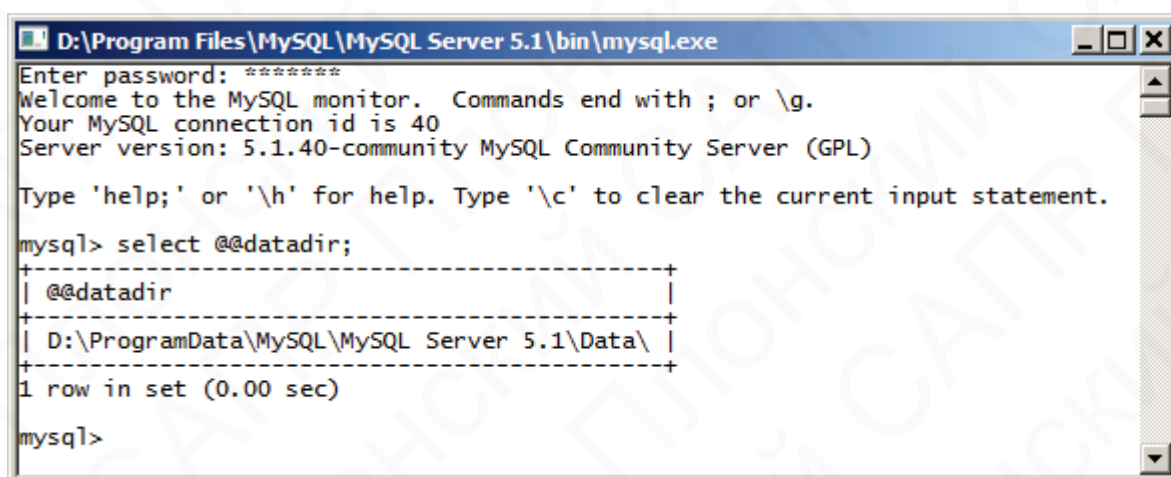 D:\Program Files\MySQL\MySQL Server 5.1\bin\mysql.exe
Enter password: *******
Welcome to the MySQL monitor.  Commands end with ; or \g.
Your MySQL connection id is 40
Server version: 5.1.40-community MySQL Community Server (GPL)
Type 'help;' or '\h' for help. Type '\c' to clear the current input statement.
mysql> select @@datadir;
+---------------------------------------------+
| @@datadir                                   |
+---------------------------------------------+
| D:\ProgramData\MySQL\MySQL Server 5.1\Data\ |
+---------------------------------------------+
1 row in set (0.00 sec)
mysql>
САПР ПЛОНСКИЙ